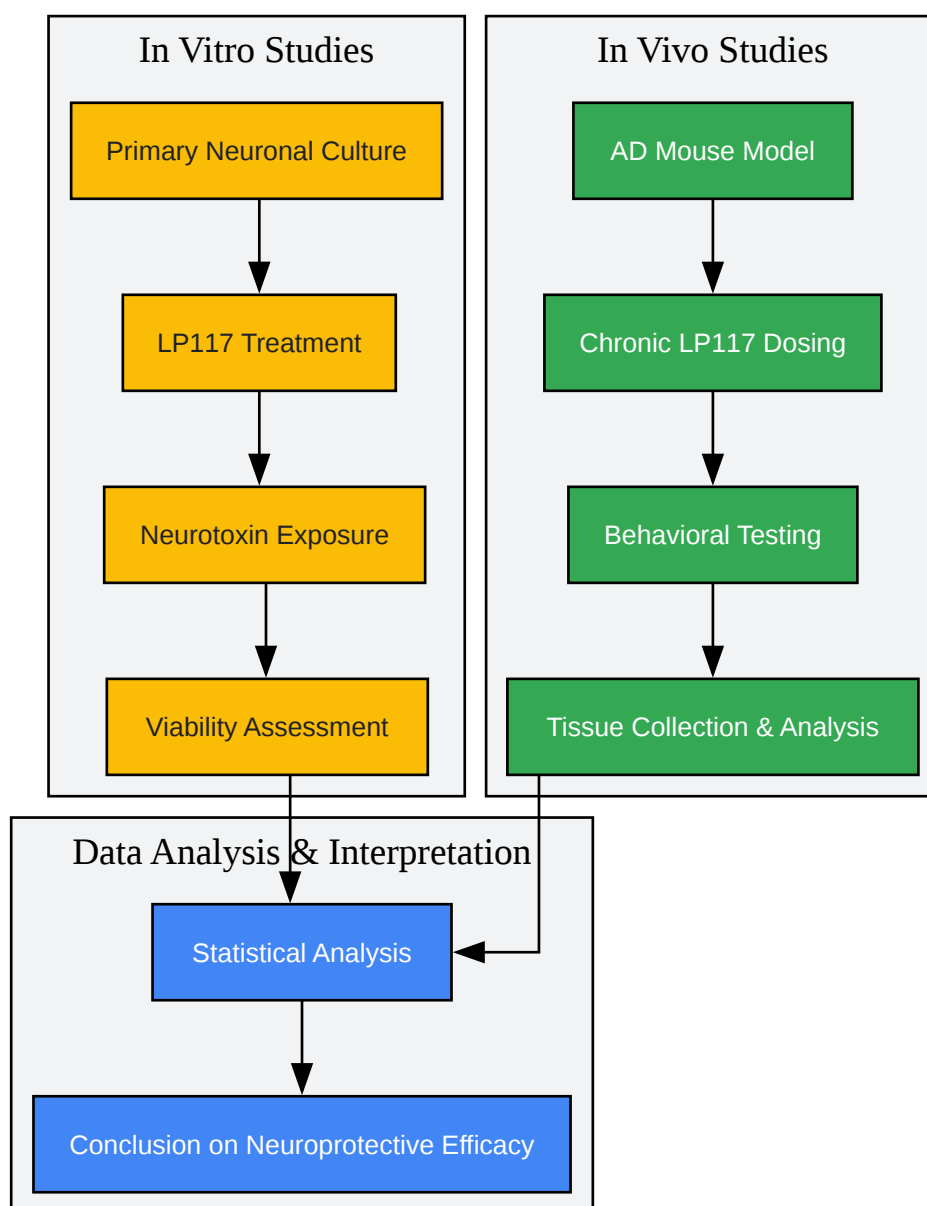 In Vitro Studies
Primary Neuronal Culture
LP117 Treatment
Neurotoxin Exposure
Viability Assessment
In Vivo Studies
AD Mouse Model
Chronic LP117 Dosing
Behavioral Testing
Tissue Collection & Analysis
Data Analysis & Interpretation
Statistical Analysis
Conclusion on Neuroprotective Efficacy